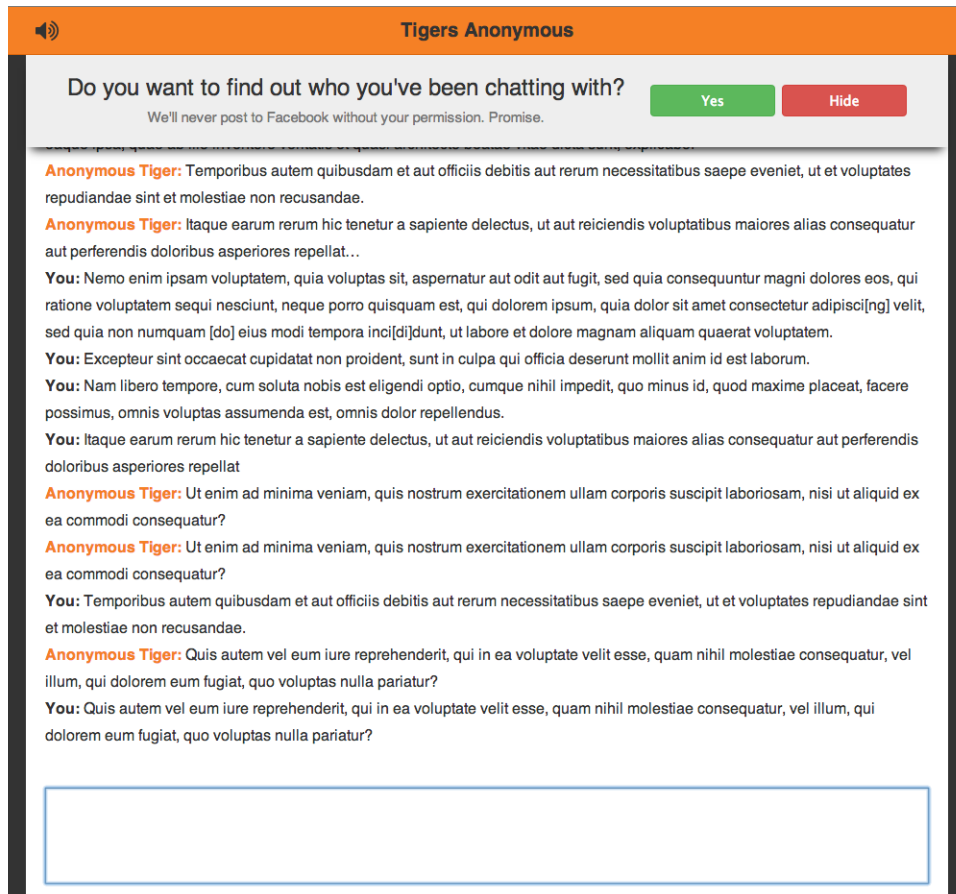 Tigers Anonymous
Do you want to find out who you've been chatting with?
Yes
Hide
We'll never post to Facebook without your permission. Promise.
Anonymous Tiger: Temporibus autem quibusdam et aut officiis debitis aut rerum necessitatibus saepe eveniet, ut et voluptates
repudiandae sint et molestiae non recusandae.
Anonymous Tiger: Itaque earum rerum hic tenetur a sapiente delectus, ut aut reiciendis voluptatibus maiores alias consequatur
aut perferendis doloribus asperiores repellat…
You: Nemo enim ipsam voluptatem, quia voluptas sit, aspernatur aut odit aut fugit, sed quia consequuntur magni dolores eos, qui
ratione voluptatem sequi nesciunt, neque porro quisquam est, qui dolorem ipsum, quia dolor sit amet consectetur adipisci[ng] velit,
sed quia non numquam [do] eius modi tempora inci[di]dunt, ut labore et dolore magnam aliquam quaerat voluptatem.
You: Excepteur sint occaecat cupidatat non proident, sunt in culpa qui officia deserunt mollit anim id est laborum.
You: Nam libero tempore, cum soluta nobis est eligendi optio, cumque nihil impedit, quo minus id, quod maxime placeat, facere
possimus, omnis voluptas assumenda est, omnis dolor repellendus.
You: Itaque earum rerum hic tenetur a sapiente delectus, ut aut reiciendis voluptatibus maiores alias consequatur aut perferendis
doloribus asperiores repellat
Anonymous Tiger: Ut enim ad minima veniam, quis nostrum exercitationem ullam corporis suscipit laboriosam, nisi ut aliquid ex
ea commodi consequatur?
Anonymous Tiger: Ut enim ad minima veniam, quis nostrum exercitationem ullam corporis suscipit laboriosam, nisi ut aliquid ex
ea commodi consequatur?
You: Temporibus autem quibusdam et aut officiis debitis aut rerum necessitatibus saepe eveniet, ut et voluptates repudiandae sint
et molestiae non recusandae.
Anonymous Tiger: Quis autem vel eum iure reprehenderit, qui in ea voluptate velit esse, quam nihil molestiae consequatur, vel
illum, qui dolorem eum fugiat, quo voluptas nulla pariatur?
You: Quis autem vel eum iure reprehenderit, qui in ea voluptate velit esse, quam nihil molestiae consequatur, vel illum, qui
dolorem eum fugiat, quo voluptas nulla pariatur?